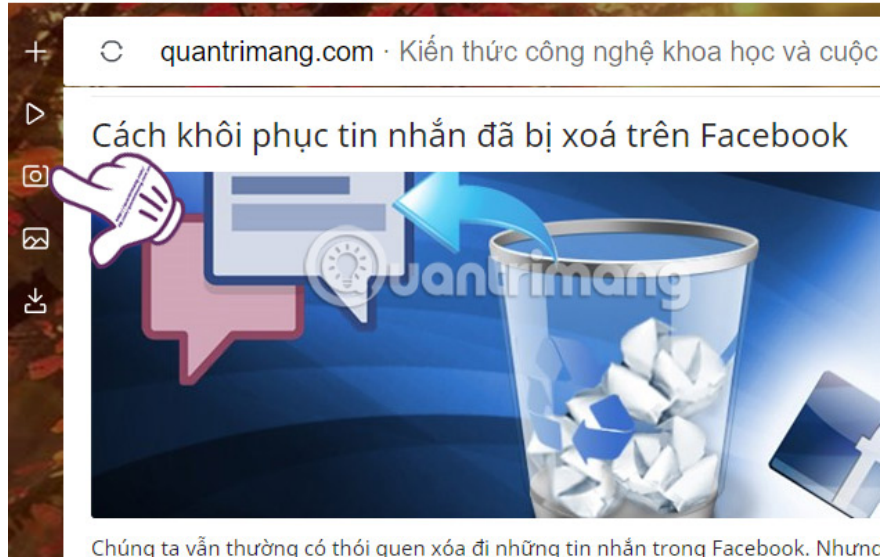 quantrimang.com · Kiến thức công nghệ khoa học và cuộc
Cách khôi phục tin nhắn đã bị xoá trên Facebook
Quantrimang
Chúng ta vẫn thường có thói quen xóa đi những tin nhắn trong Facebook. Nhưng